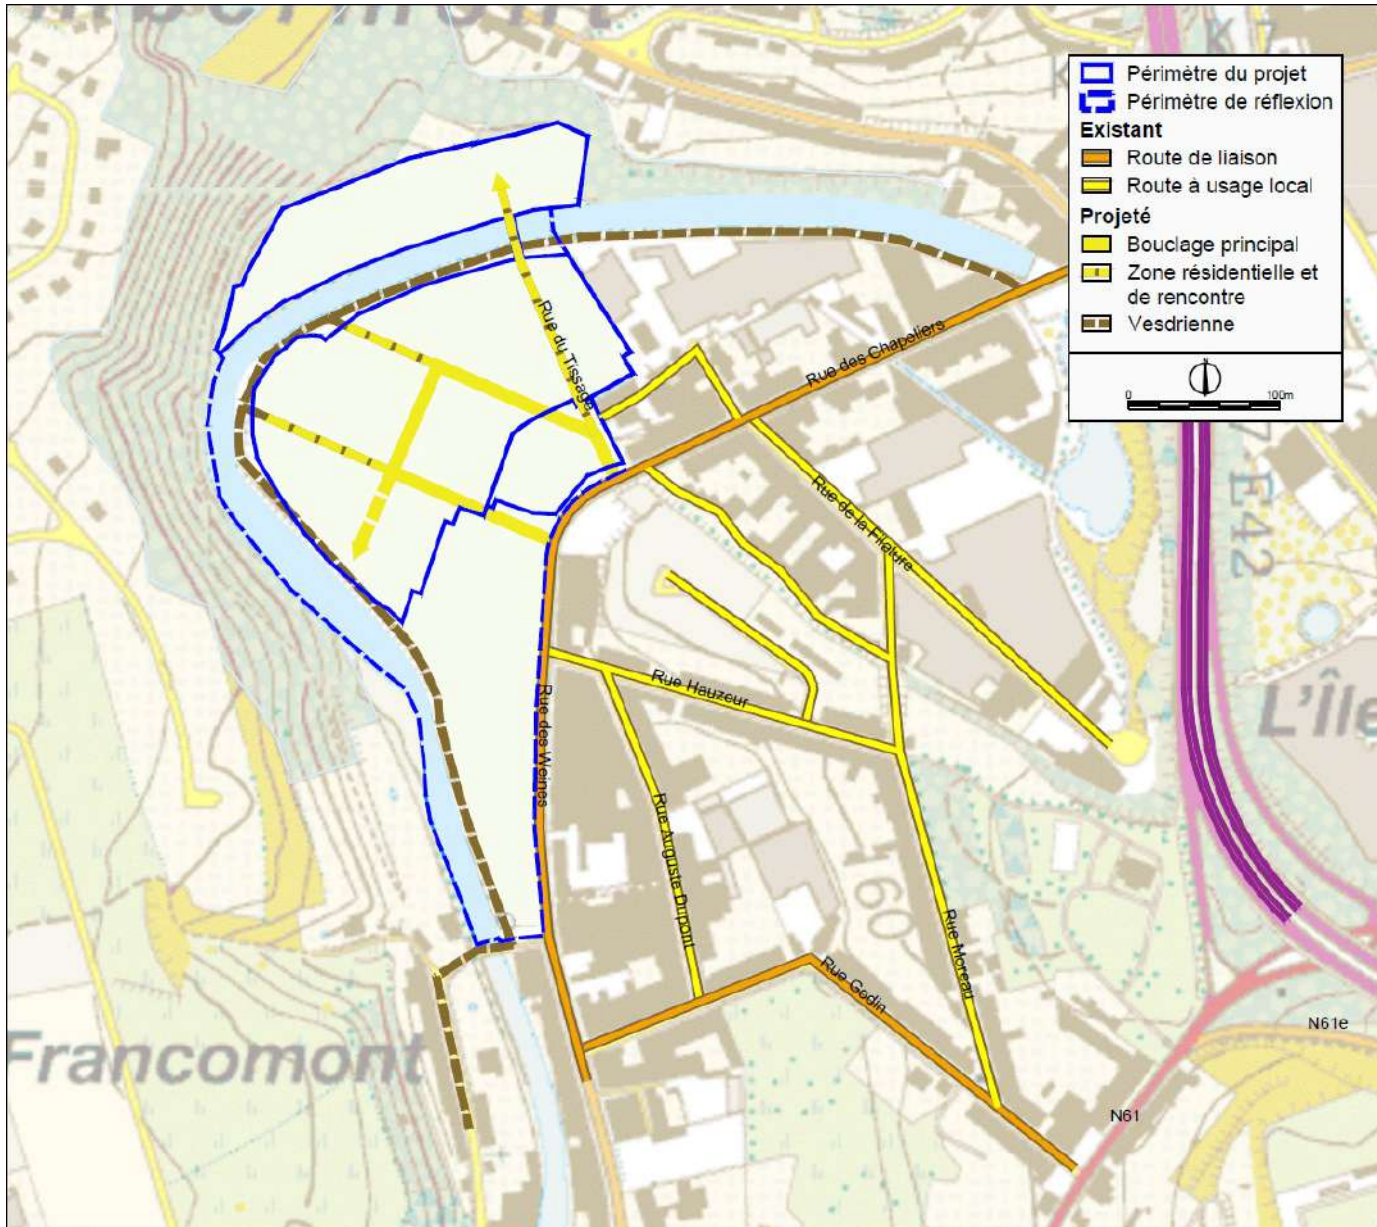 Périmètre du projet
Périmètre de réflexion
Existant
Route de liaison
Route à usage local
Projeté
Bouclage principal
Zone résidentielle et
de rencontre
Vesdrienne
N
0 100m
Rue du Tissage
Rue des Chapeliers
Rue de la Filature
Rue Hauzeur
Rue des Weines
Rue Auguste Dupont
Rue Moreau
Rue Godin
E42
L'Île
160
Francomont
N61e
N61